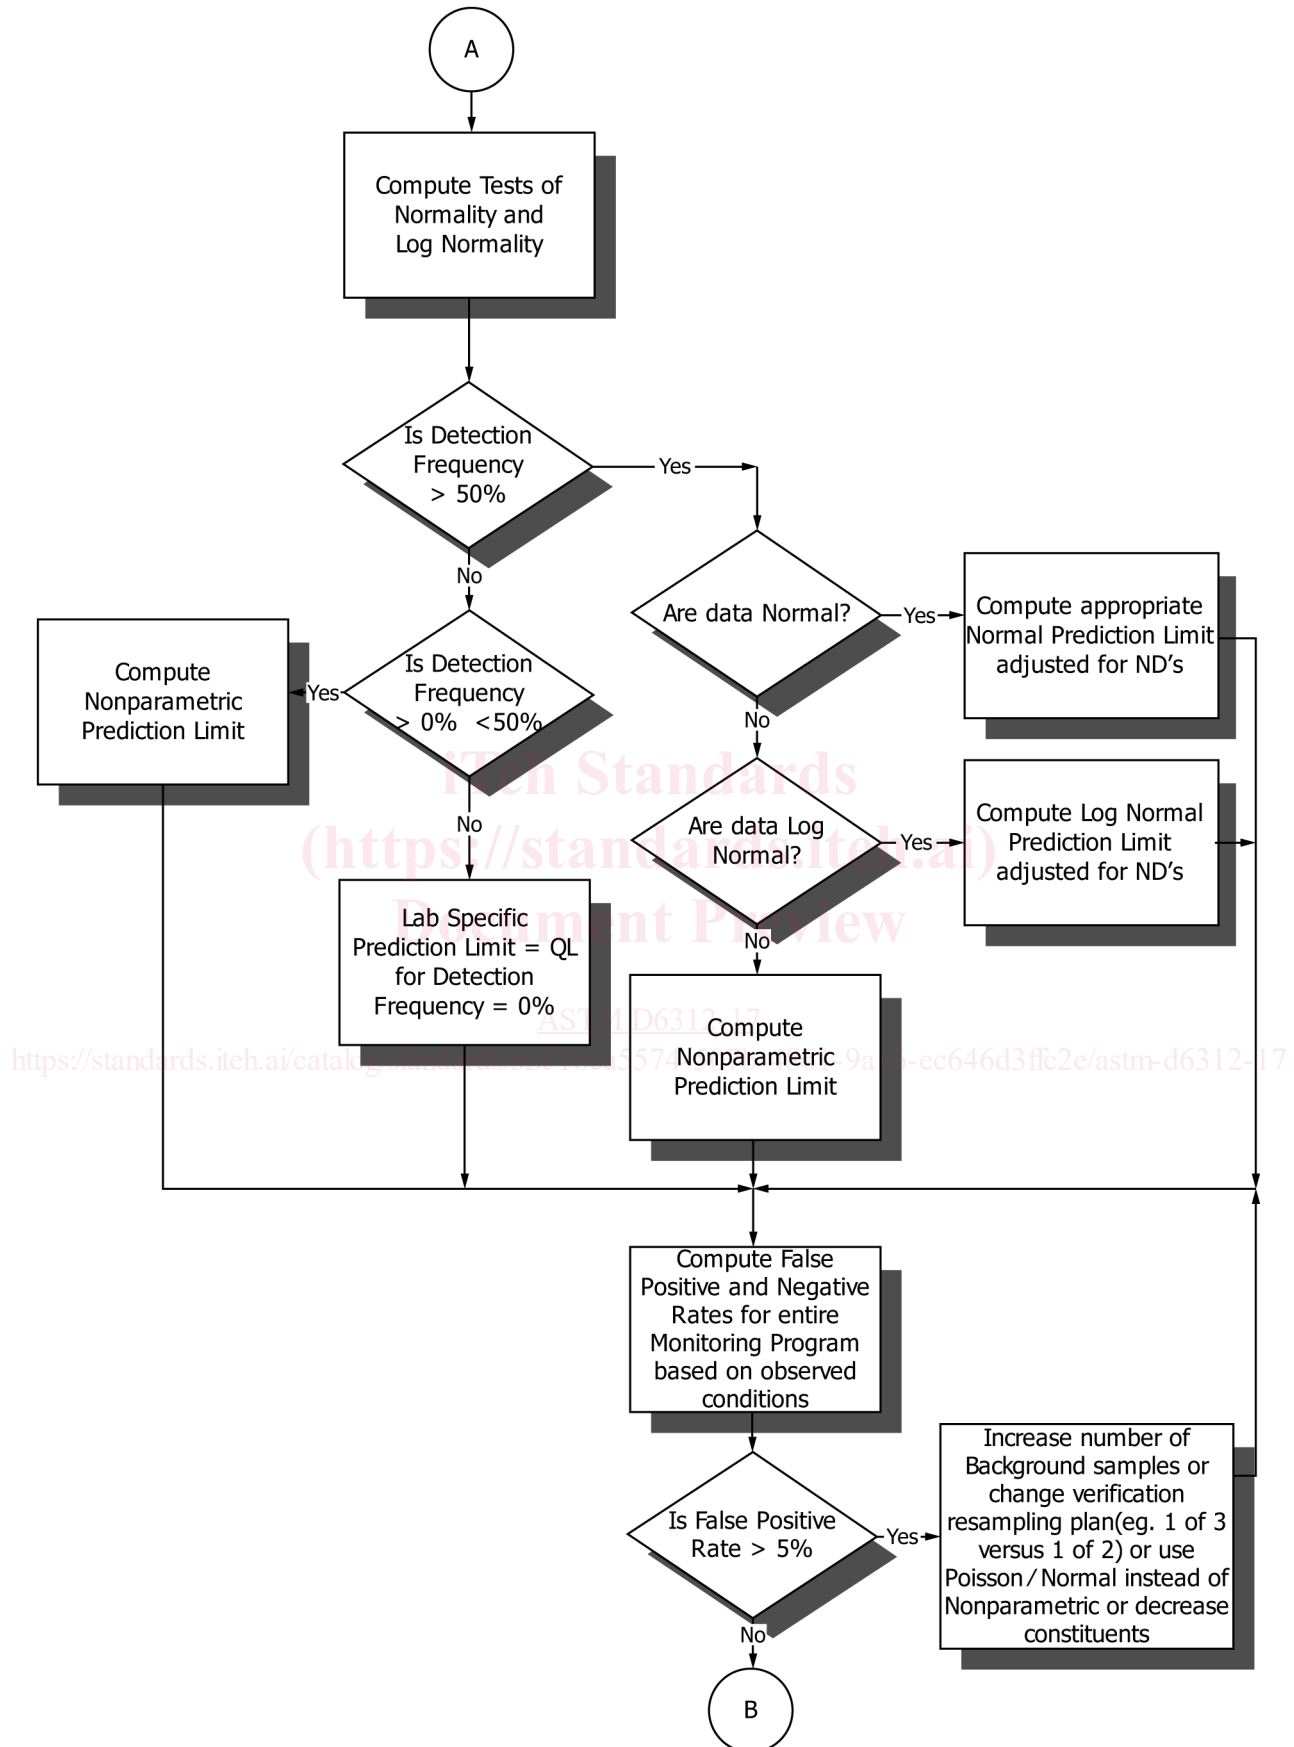 A
Compute Tests of
Normality and
Log Normality
Is Detection
Frequency
> 50%
Yes
No
Are data Normal?
Yes
Compute appropriate
Normal Prediction Limit
adjusted for ND's
Compute
Nonparametric
Prediction Limit
Yes
Is Detection
Frequency
> 0% <50%
No
No
iTeh Standards
(https://standards.iteh.ai)
Document Preview
Are data Log
Normal?
Yes
Compute Log Normal
Prediction Limit
adjusted for ND's
No
Lab Specific
Prediction Limit = QL
for Detection
Frequency = 0%
ASTM D6312-17
Compute
Nonparametric
Prediction Limit
Compute False
Positive and Negative
Rates for entire
Monitoring Program
based on observed
conditions
Is False Positive
Rate > 5%
Yes
Increase number of
Background samples or
change verification
resampling plan(eg. 1 of 3
versus 1 of 2) or use
Poisson/Normal instead of
Nonparametric or decrease
constituents
No
B